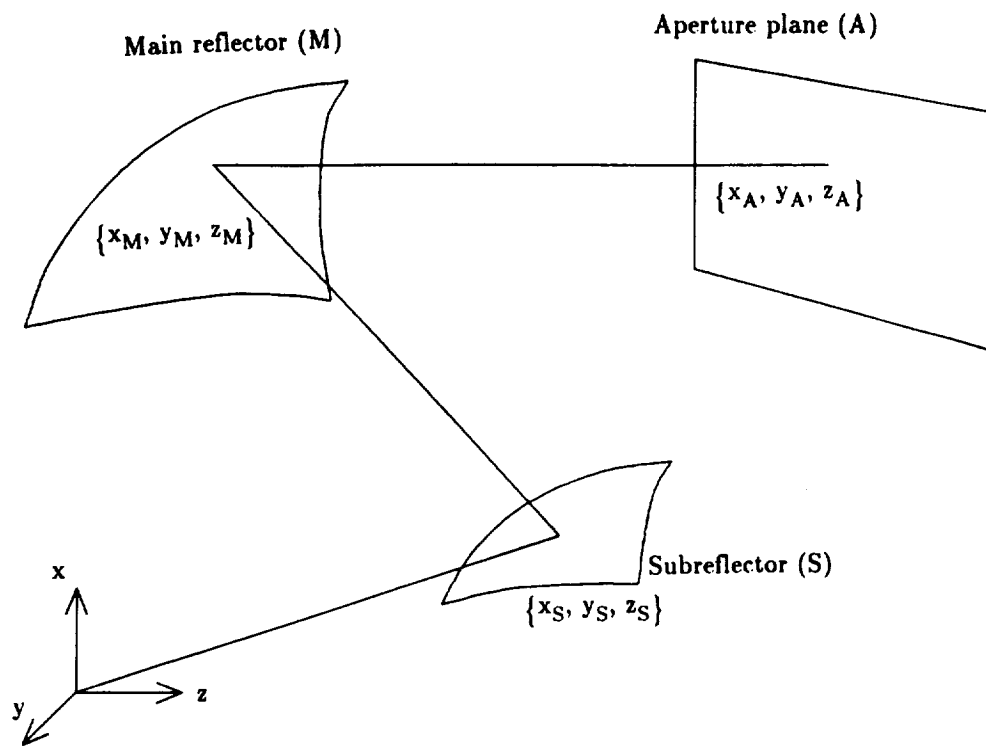 Main reflector (M)
Aperture plane (A)
{x_A, y_A, z_A}
{x_M, y_M, z_M}
Subreflector (S)
{x_S, y_S, z_S}
x
z
y